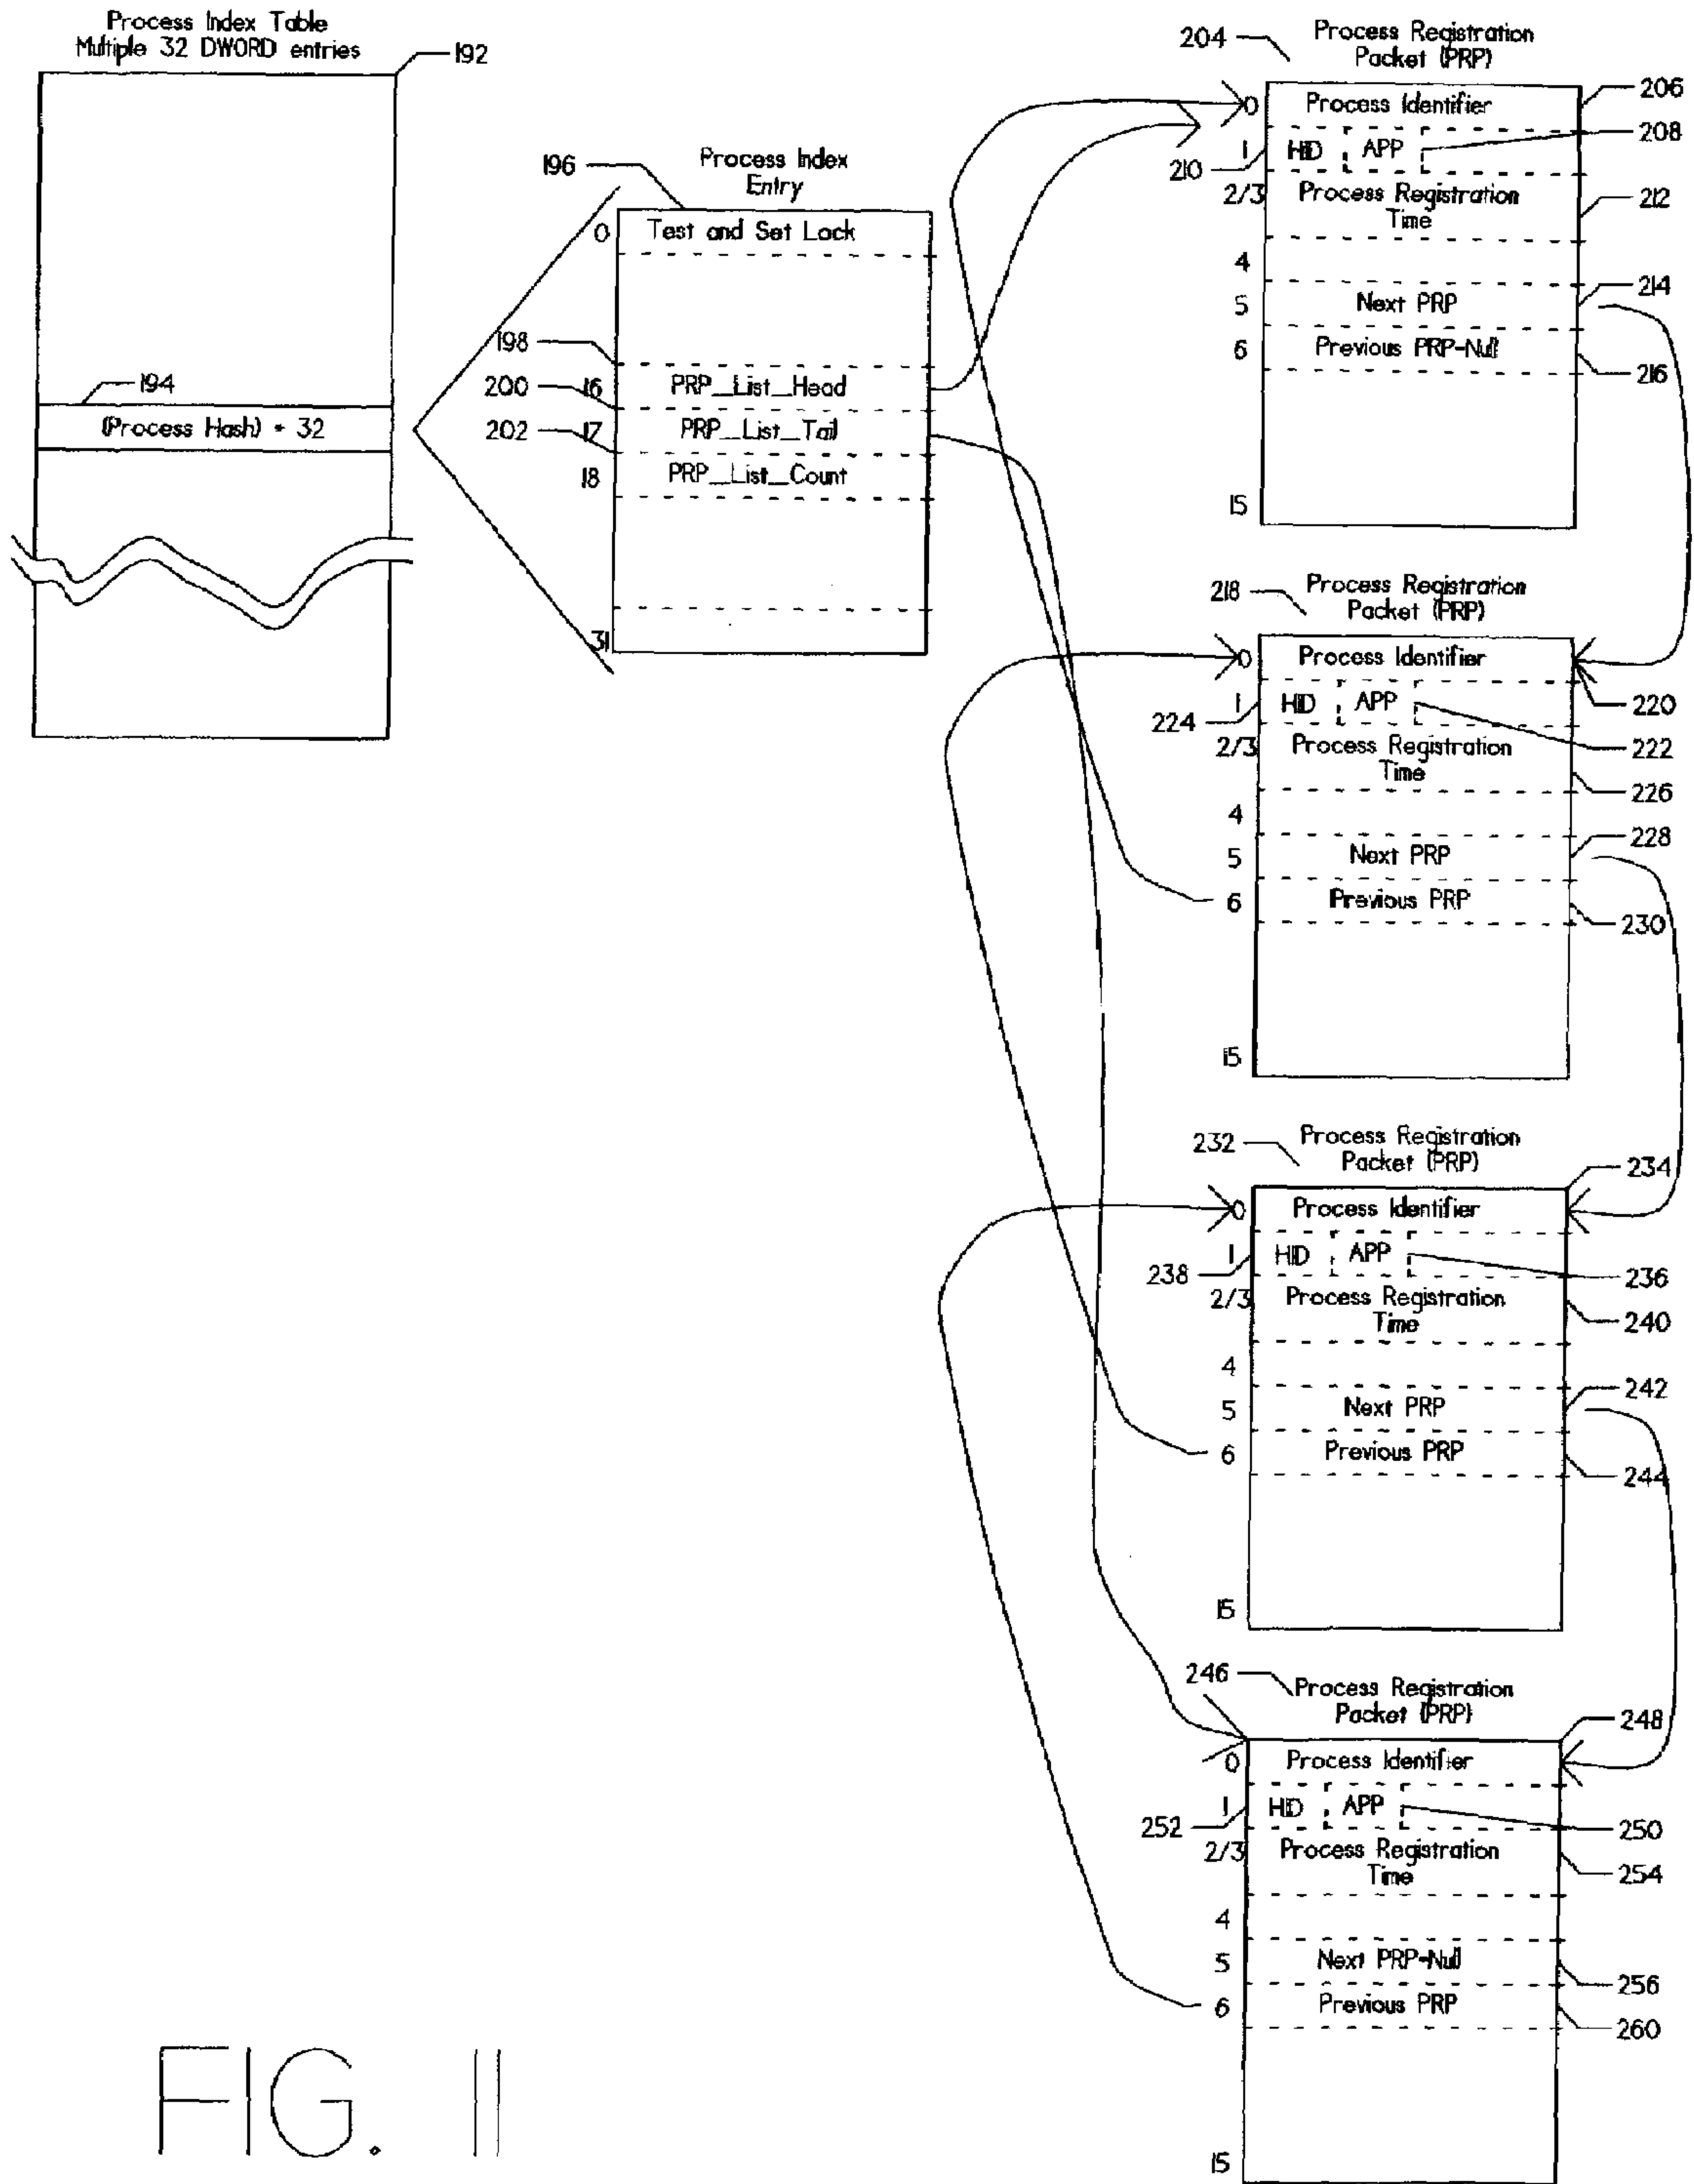 Process Index Table
Multiple 32 DWORD entries
192
194
(Process Hash) * 32
196
Process Index
Entry
0 Test and Set Lock
198
200 16 PRP_List_Head
202 17 PRP_List_Tail
18 PRP_List_Count
31
204
Process Registration
Packet (PRP)
0 Process Identifier 206
1 HID APP 208
210
2/3 Process Registration
Time 212
4
214
5 Next PRP
6 Previous PRP-Null
216
15
218
Process Registration
Packet (PRP)
0 Process Identifier
220
1 HID APP
224
222
2/3 Process Registration
Time
226
4
228
5 Next PRP
6 Previous PRP
230
15
232
Process Registration
Packet (PRP)
234
0 Process Identifier
1 HID APP
238
236
2/3 Process Registration
Time
240
4
242
5 Next PRP
6 Previous PRP
244
15
246
Process Registration
Packet (PRP)
248
0 Process Identifier
1 HID APP
252
250
2/3 Process Registration
Time
254
4
5 Next PRP-Null
256
6 Previous PRP
260
15
FIG. 11